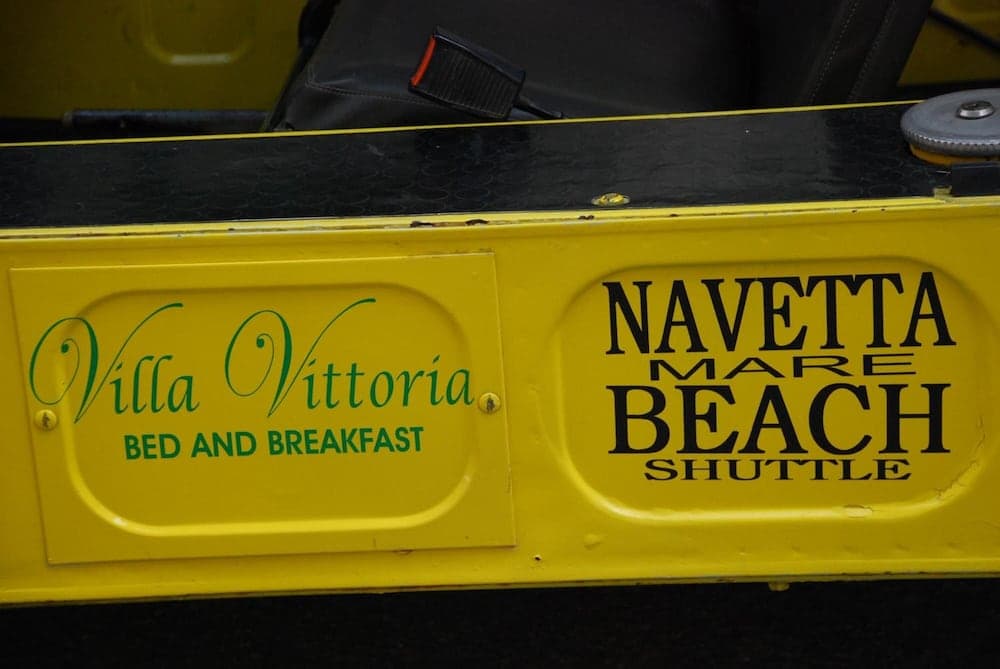 Villa Vittoria
BED AND BREAKFAST
NAVETTA
MARE
BEACH
SHUTTLE